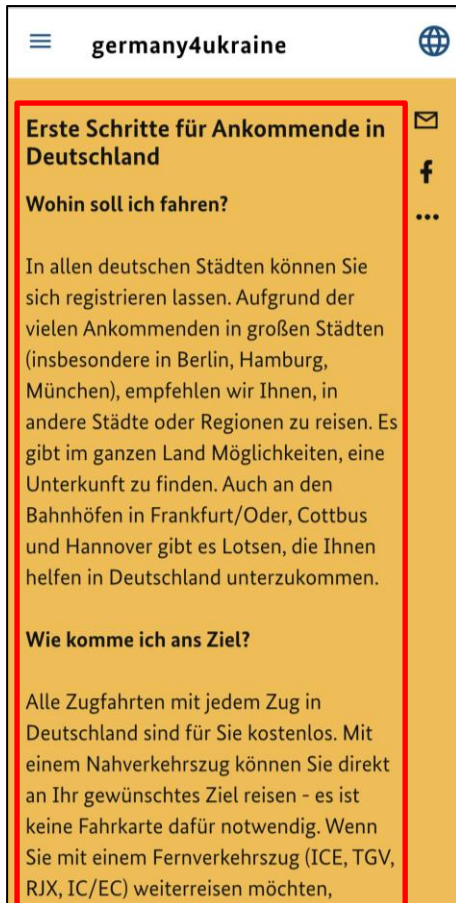 germany4ukraine
Erste Schritte für Ankommende in
Deutschland
Wohin soll ich fahren?
In allen deutschen Städten können Sie
sich registrieren lassen. Aufgrund der
vielen Ankommenden in großen Städten
(insbesondere in Berlin, Hamburg,
München), empfehlen wir Ihnen, in
andere Städte oder Regionen zu reisen. Es
gibt im ganzen Land Möglichkeiten, eine
Unterkunft zu finden. Auch an den
Bahnhöfen in Frankfurt/Oder, Cottbus
und Hannover gibt es Lotsen, die Ihnen
helfen in Deutschland unterzukommen.
Wie komme ich ans Ziel?
Alle Zugfahrten mit jedem Zug in
Deutschland sind für Sie kostenlos. Mit
einem Nahverkehrszug können Sie direkt
an Ihr gewünschtes Ziel reisen - es ist
keine Fahrkarte dafür notwendig. Wenn
Sie mit einem Fernverkehrszug (ICE, TGV,
RJX, IC/EC) weiterreisen möchten,